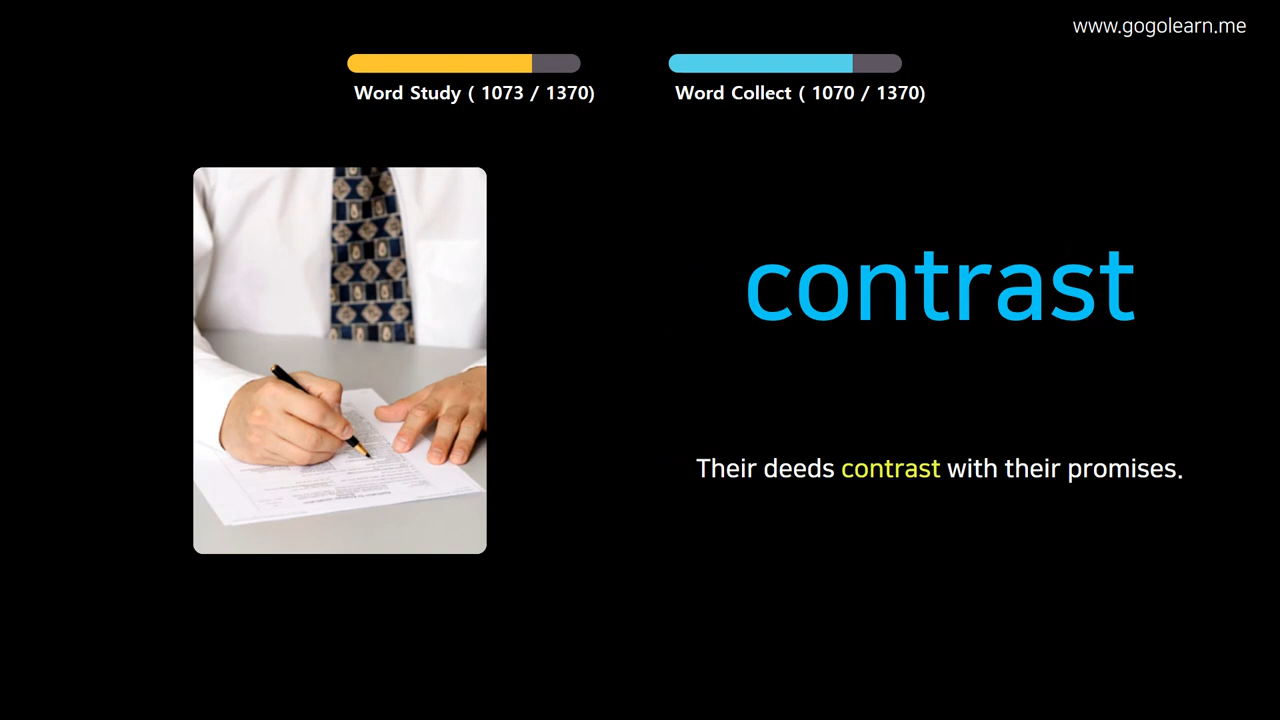 www.gogolearn.me
Word Study ( 1073 / 1370)
Word Collect ( 1070 / 1370)
contrast
Their deeds contrast with their promises.